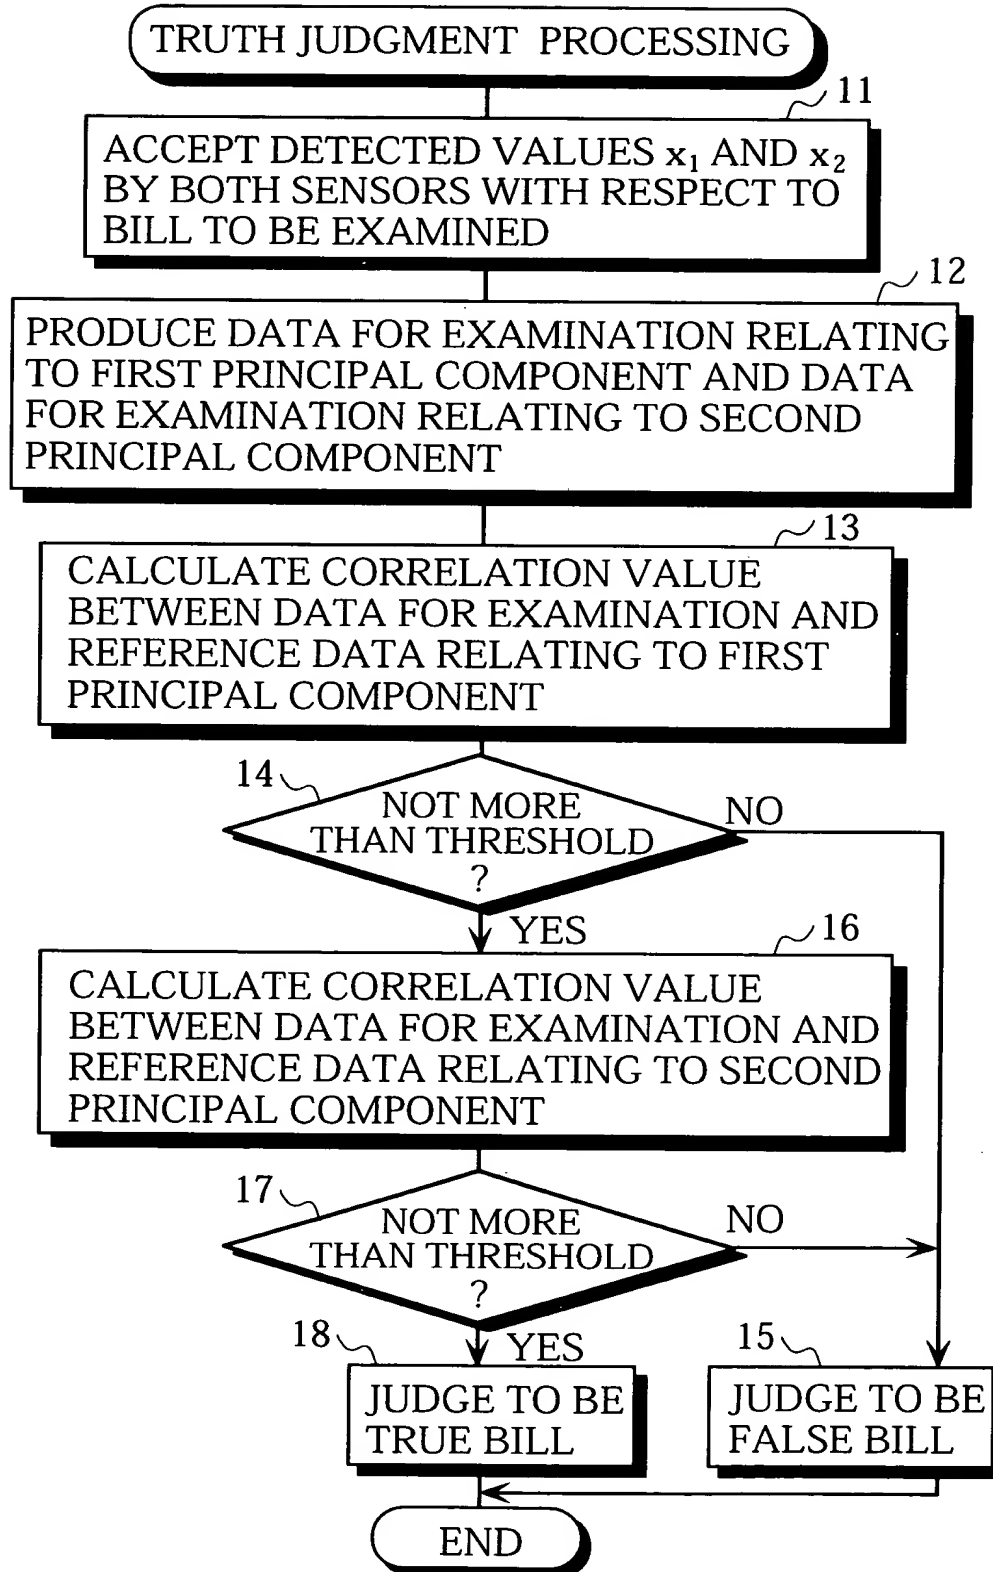 TRUTH JUDGMENT PROCESSING
11
ACCEPT DETECTED VALUES x₁ AND x₂
BY BOTH SENSORS WITH RESPECT TO
BILL TO BE EXAMINED
12
PRODUCE DATA FOR EXAMINATION RELATING
TO FIRST PRINCIPAL COMPONENT AND DATA
FOR EXAMINATION RELATING TO SECOND
PRINCIPAL COMPONENT
13
CALCULATE CORRELATION VALUE
BETWEEN DATA FOR EXAMINATION AND
REFERENCE DATA RELATING TO FIRST
PRINCIPAL COMPONENT
14
NOT MORE
THAN THRESHOLD
?
NO
YES
16
CALCULATE CORRELATION VALUE
BETWEEN DATA FOR EXAMINATION AND
REFERENCE DATA RELATING TO SECOND
PRINCIPAL COMPONENT
17
NOT MORE
THAN THRESHOLD
?
NO
YES
18
JUDGE TO BE
TRUE BILL
15
JUDGE TO BE
FALSE BILL
END